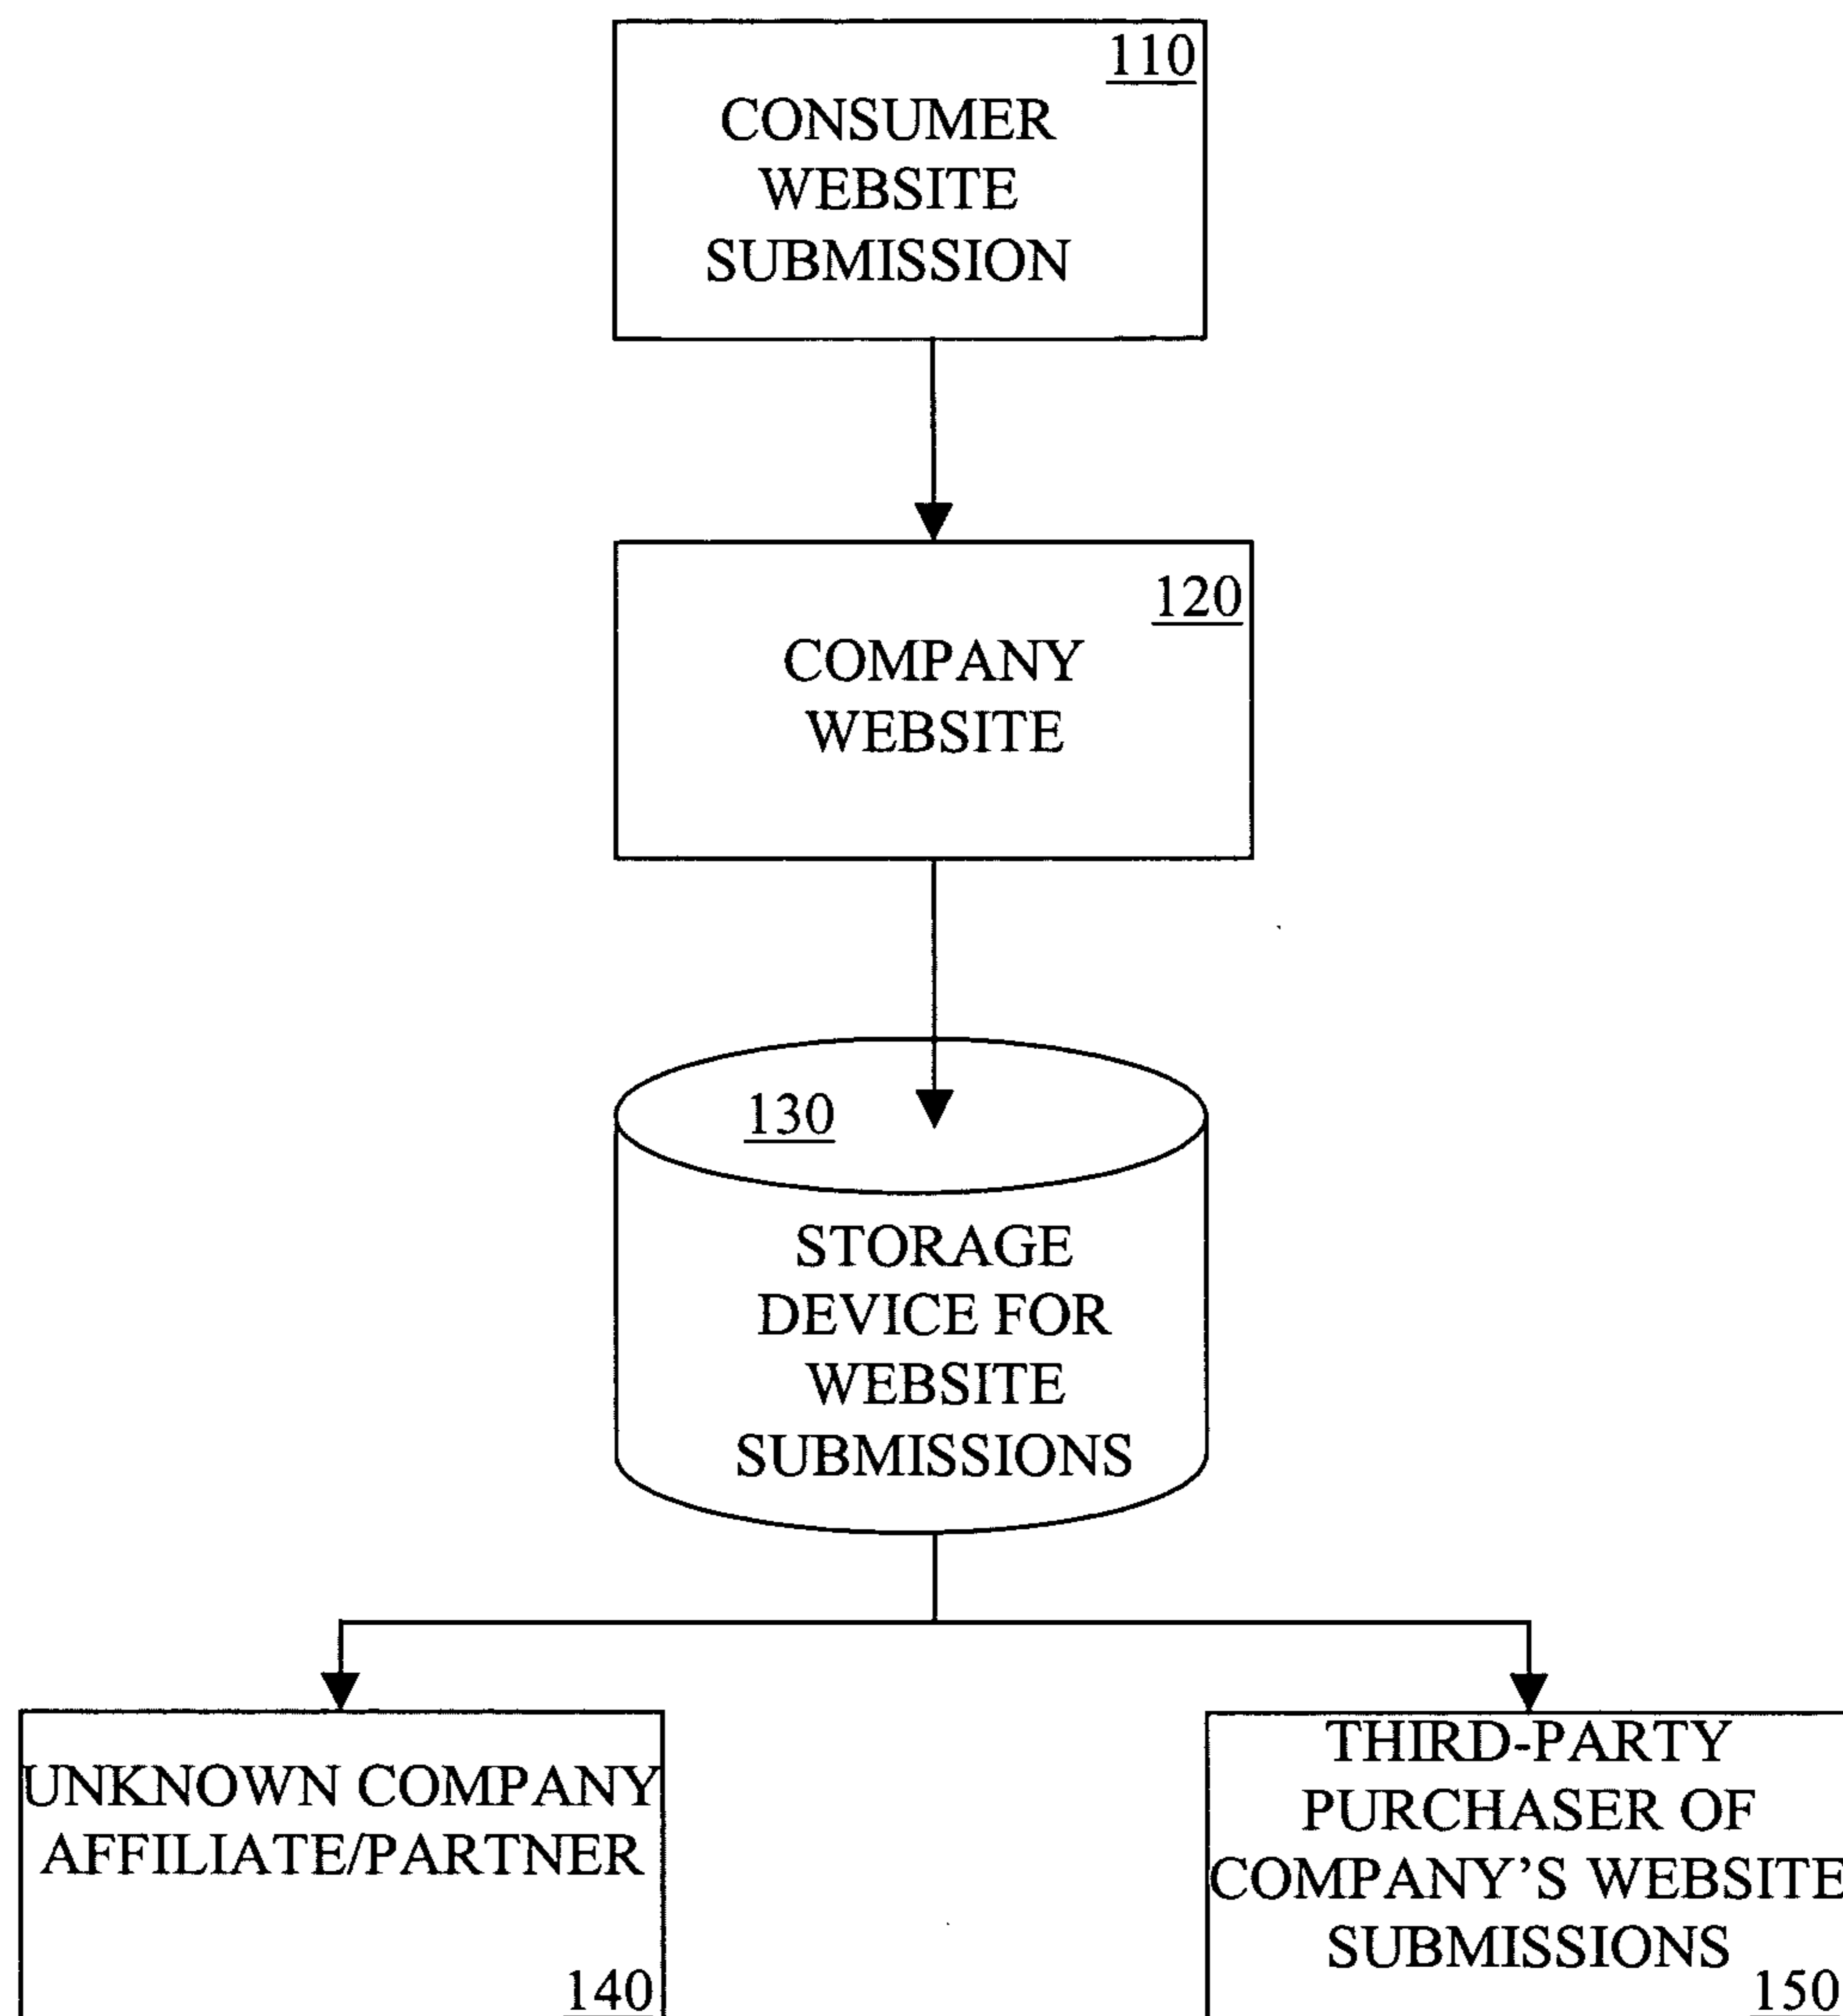 110
CONSUMER
WEBSITE
SUBMISSION
120
COMPANY
WEBSITE
130
STORAGE
DEVICE FOR
WEBSITE
SUBMISSIONS
UNKNOWN COMPANY
AFFILIATE/PARTNER
140
THIRD-PARTY
PURCHASER OF
COMPANY'S WEBSITE
SUBMISSIONS
150